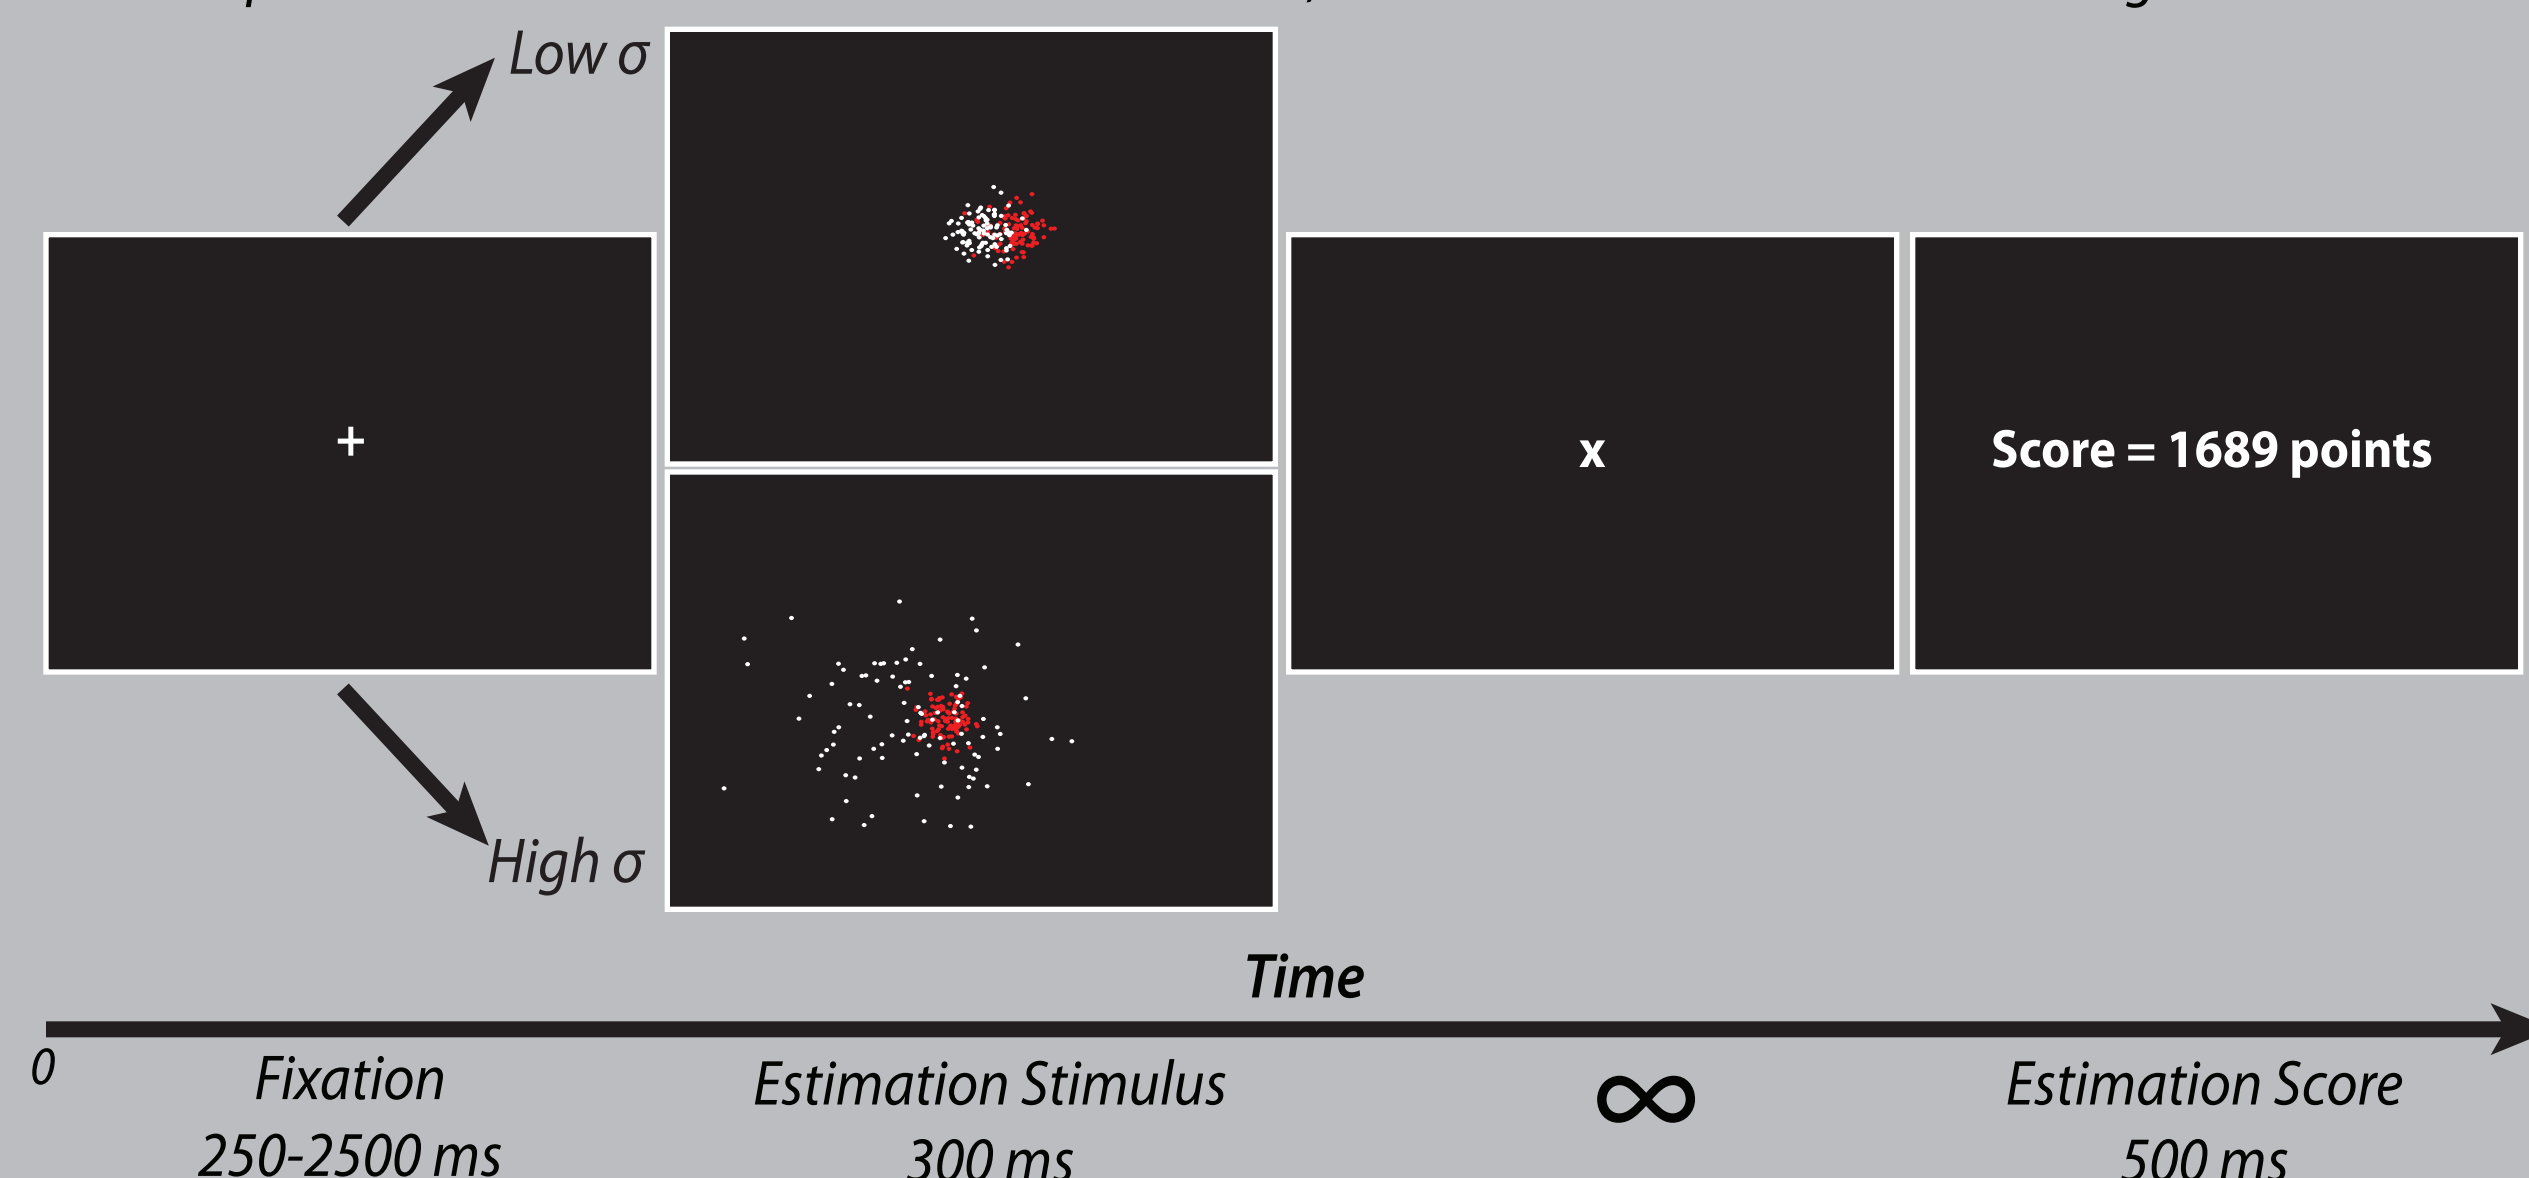 Low σ
+
x
Score = 1689 points
High σ
Time
0
Fixation
Estimation Stimulus
∞
Estimation Score
250-2500 ms
300 ms
500 ms